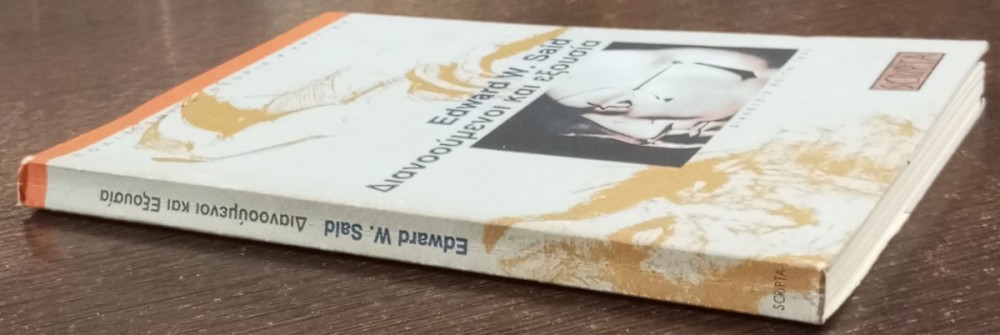 Edward W. Said
Διανοούμενοι και εξουσία
SCRIPTA
Edward W. Said
Διανοούμενοι και Εξουσία
SCRIPTA